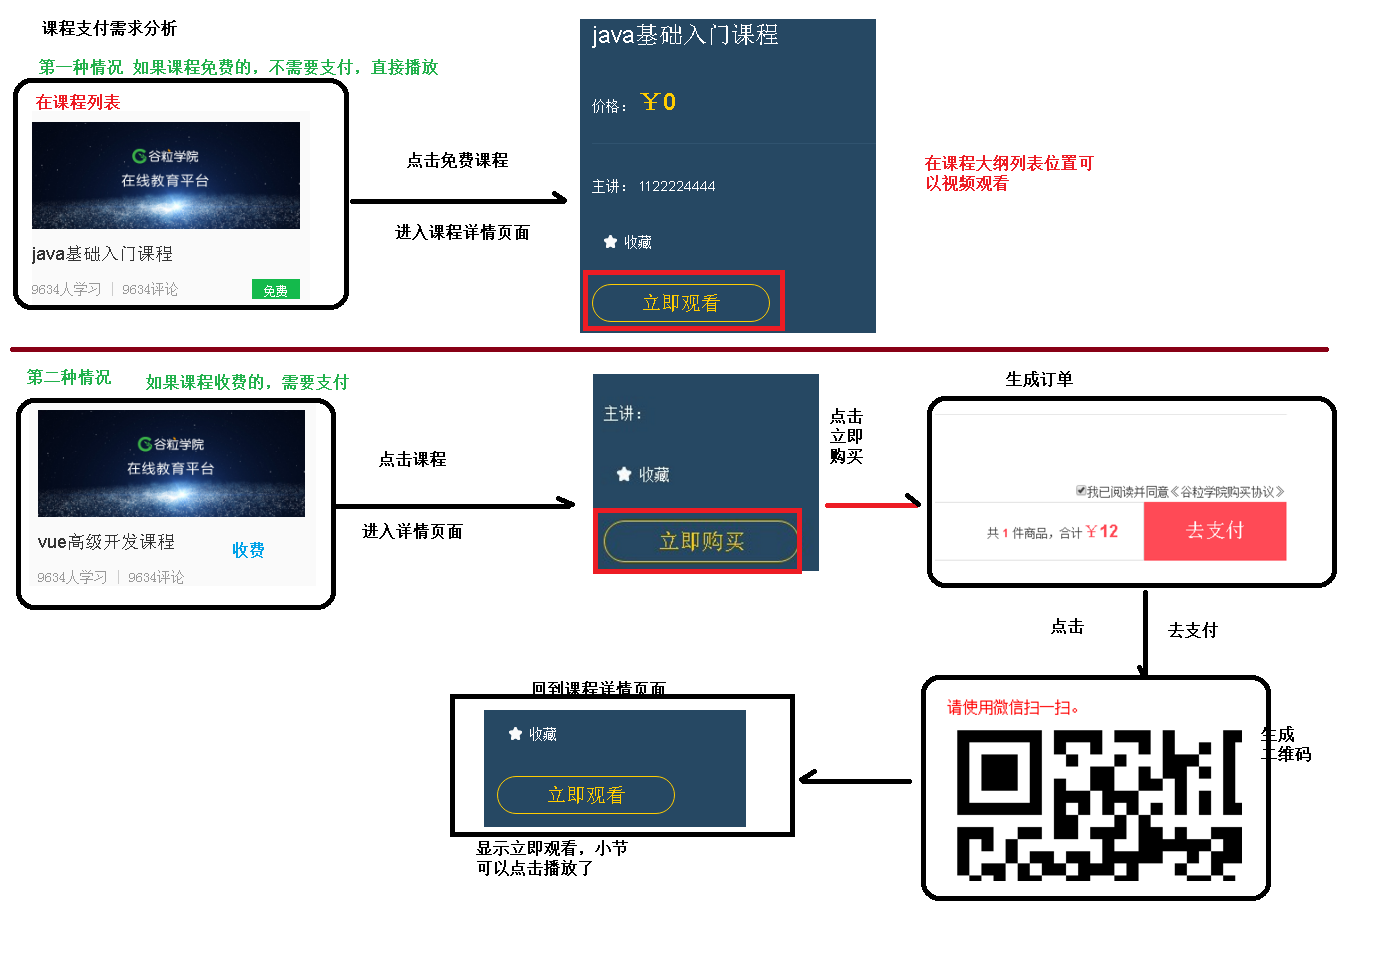 课程支付需求分析
第一种情况 如果课程免费的，不需要支付，直接播放
在课程列表
谷粒学院
在线教育平台
java基础入门课程
9634人学习 | 9634评论
免费
点击免费课程
进入课程详情页面
java基础入门课程
价格： ￥0
主讲： 1122224444
收藏
立即观看
在课程大纲列表位置可
以视频观看
第二种情况
如果课程收费的，需要支付
谷粒学院
在线教育平台
vue高级开发课程
收费
9634人学习 | 9634评论
点击课程
进入详情页面
主讲：
收藏
立即购买
点击
立即
购买
生成订单
我已阅读并同意《谷粒学院购买协议》
共 1 件商品，合计￥12
去支付
点击
去支付
请使用微信扫一扫。
生成
二维码
回到课程详情页面
收藏
立即观看
显示立即观看，小节
可以点击播放了